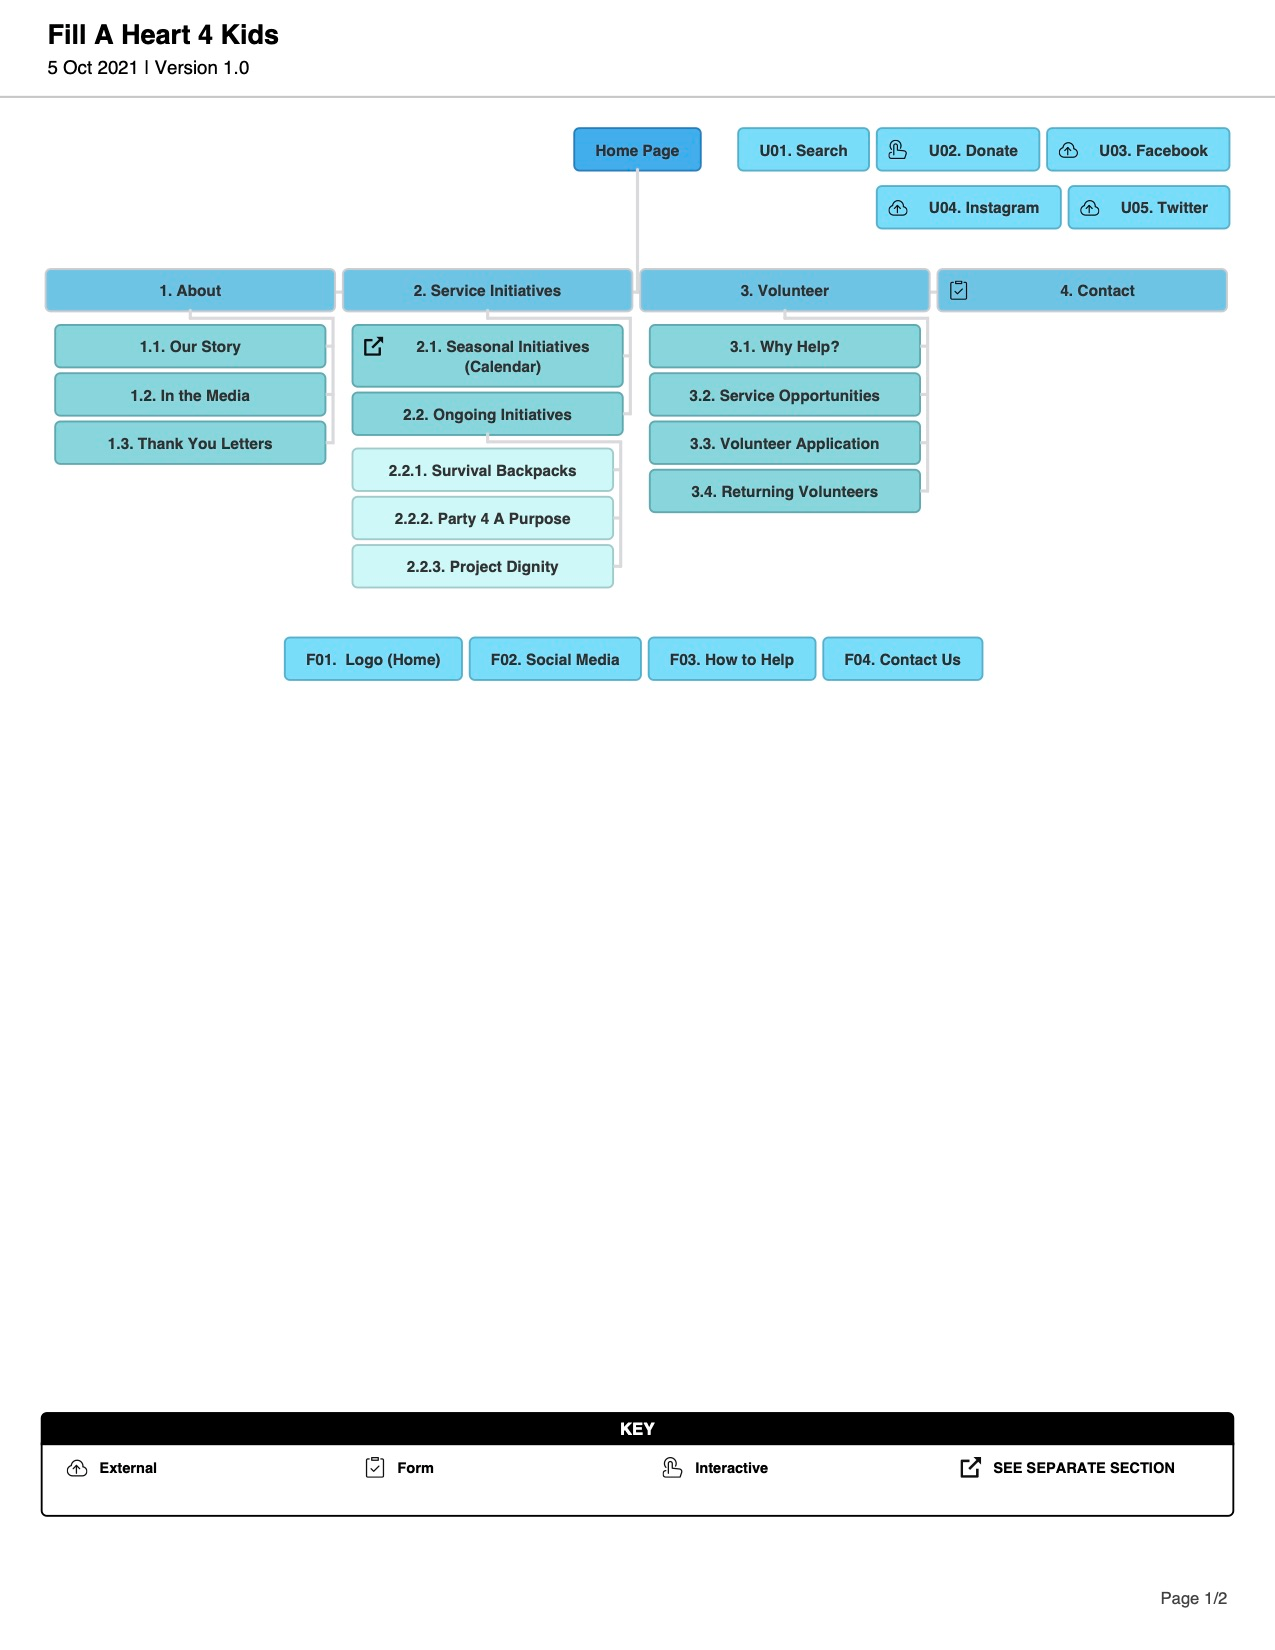 Fill A Heart 4 Kids
5 Oct 2021 | Version 1.0
Home Page
U01. Search
U02. Donate
U03. Facebook
U04. Instagram
U05. Twitter
1. About
2. Service Initiatives
3. Volunteer
4. Contact
1.1. Our Story
1.2. In the Media
1.3. Thank You Letters
2.1. Seasonal Initiatives
(Calendar)
2.2. Ongoing Initiatives
2.2.1. Survival Backpacks
2.2.2. Party 4 A Purpose
2.2.3. Project Dignity
3.1. Why Help?
3.2. Service Opportunities
3.3. Volunteer Application
3.4. Returning Volunteers
F01. Logo (Home)
F02. Social Media
F03. How to Help
F04. Contact Us
KEY
External
Form
Interactive
SEE SEPARATE SECTION
Page 1/2